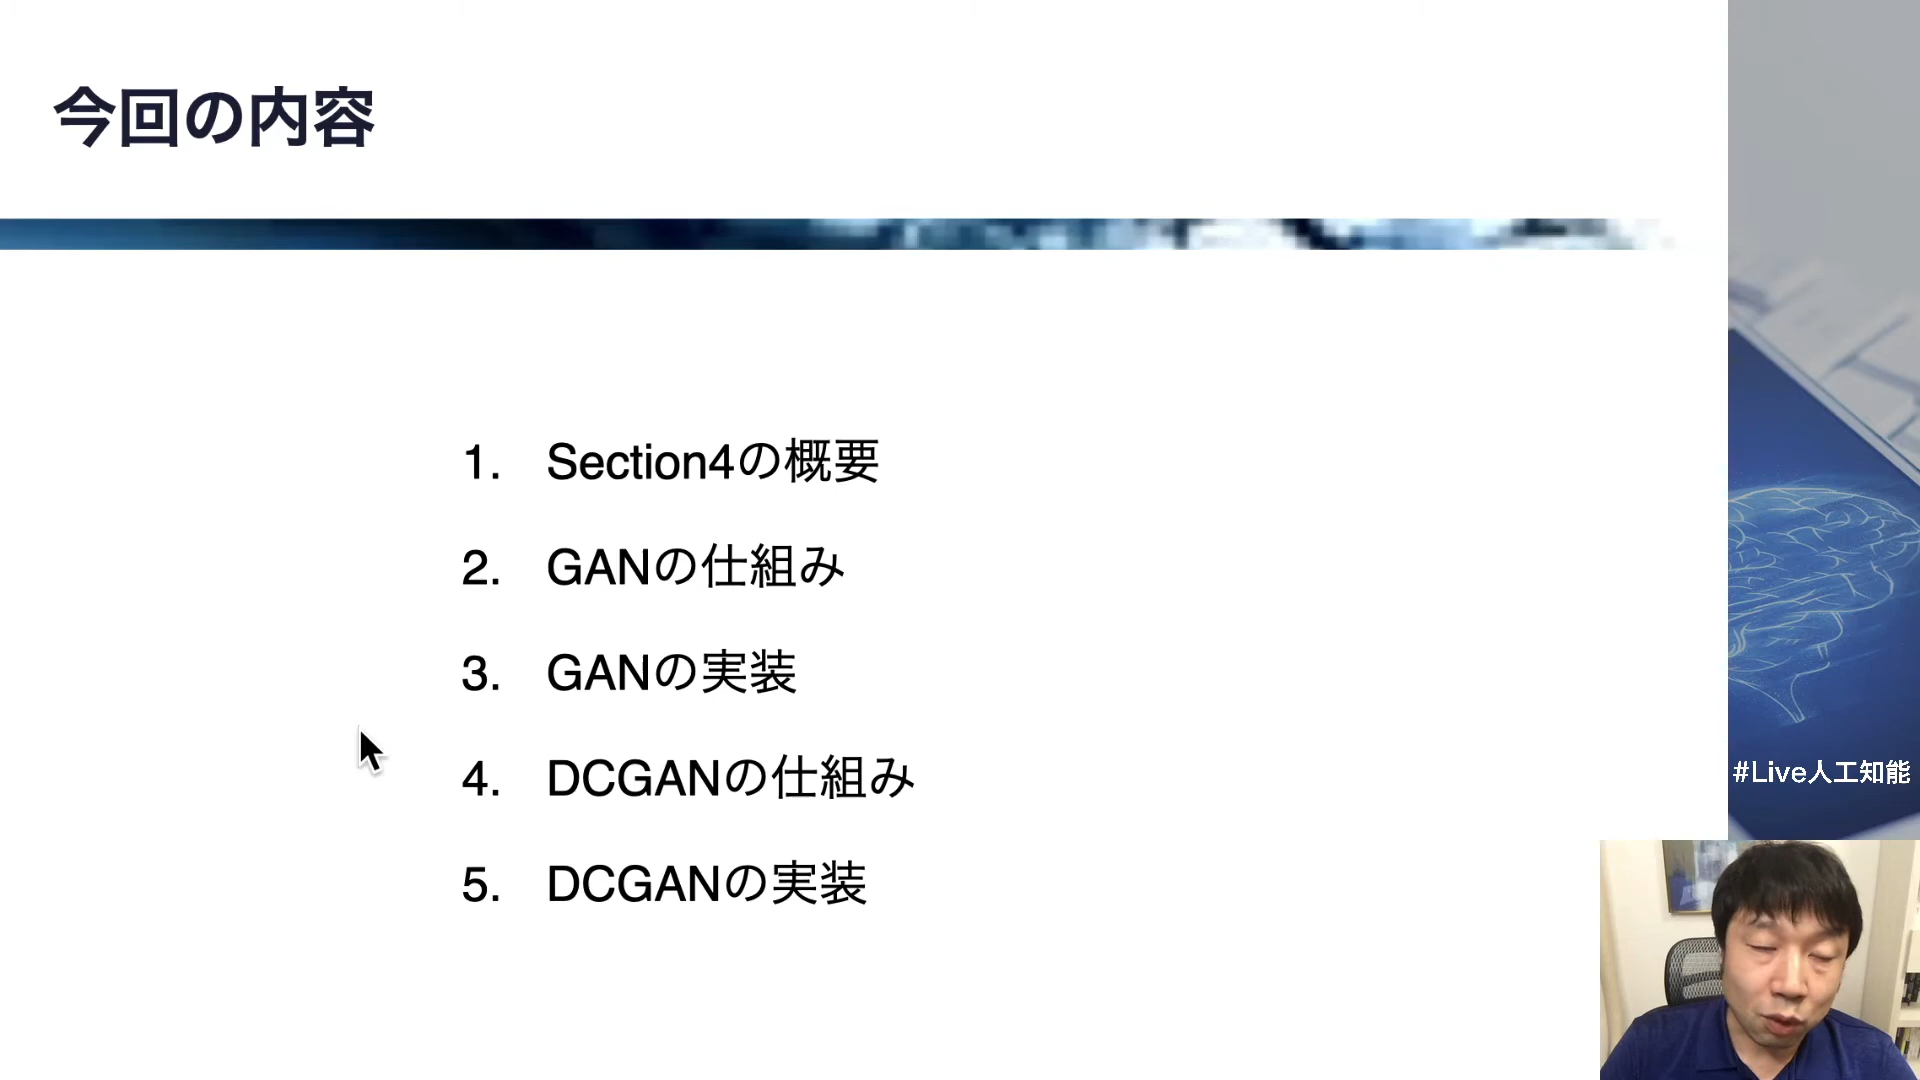 今回の内容
1. Section4の概要
2. GANの仕組み
3. GANの実装
4. DCGANの仕組み
5. DCGANの実装
#Live人工知能